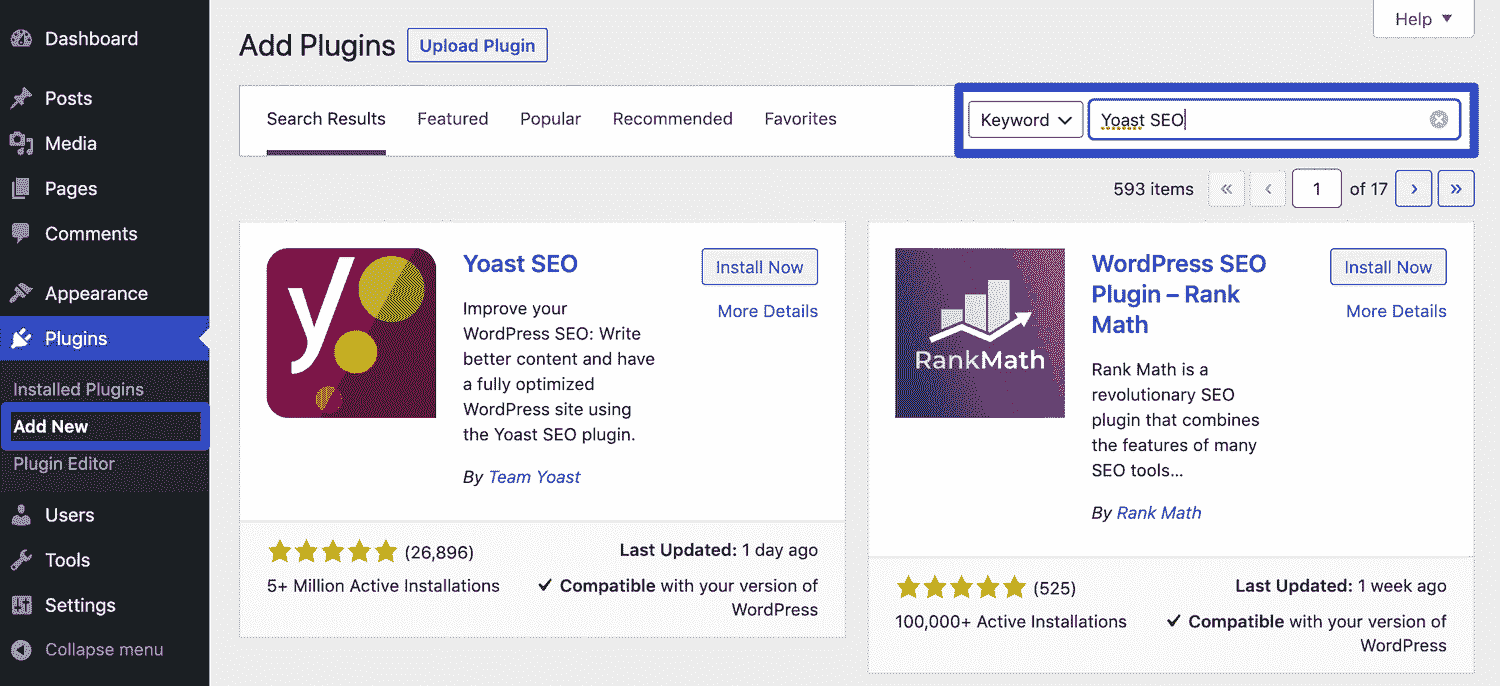 Dashboard
Posts
Media
Pages
Comments
Appearance
Plugins
Installed Plugins
Add New
Plugin Editor
Users
Tools
Settings
Collapse menu
Help
Add Plugins Upload Plugin
Search Results Featured Popular Recommended Favorites
Keyword Yoast SEO
593 items « ‹ 1 of 17 › »
y
Yoast SEO
Install Now
More Details
Improve your
WordPress SEO: Write
better content and have
a fully optimized
WordPress site using
the Yoast SEO plugin.
By Team Yoast
(26,896)
Last Updated: 1 day ago
5+ Million Active Installations
✓ Compatible with your version of
WordPress
RankMath
WordPress SEO
Plugin – Rank
Math
Install Now
More Details
Rank Math is a
revolutionary SEO
plugin that combines
the features of many
SEO tools...
By Rank Math
(525)
Last Updated: 1 week ago
100,000+ Active Installations
✓ Compatible with your version of
WordPress